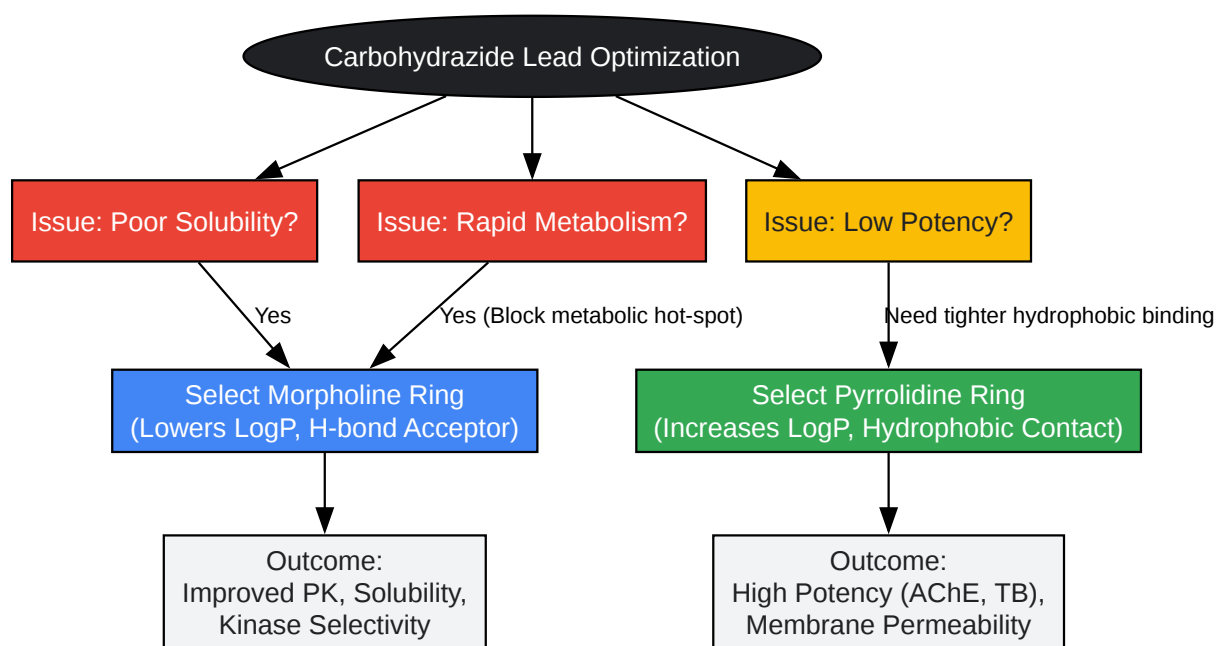 Carbohydrazide Lead Optimization
Issue: Poor Solubility?
Issue: Rapid Metabolism?
Issue: Low Potency?
Yes
Yes (Block metabolic hot-spot)
Need tighter hydrophobic binding
Select Morpholine Ring
(Lowers LogP, H-bond Acceptor)
Select Pyrrolidine Ring
(Increases LogP, Hydrophobic Contact)
Outcome:
Improved PK, Solubility,
Kinase Selectivity
Outcome:
High Potency (AChE, TB),
Membrane Permeability